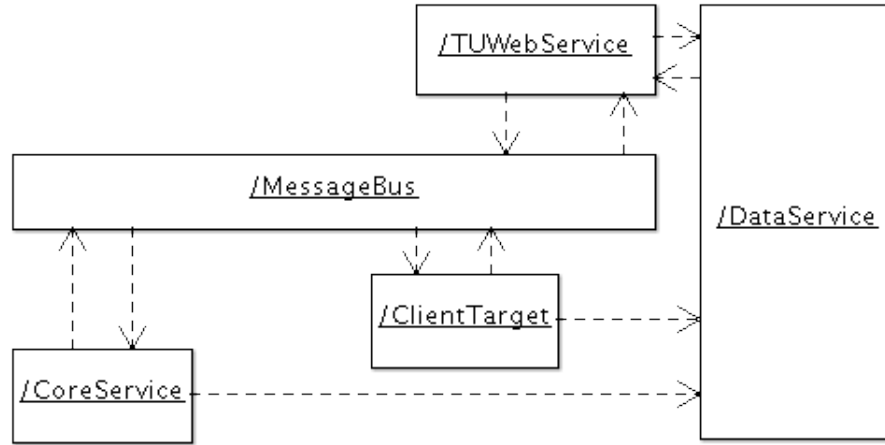 /TUWebService
/MessageBus
/DataService
/ClientTarget
/CoreService